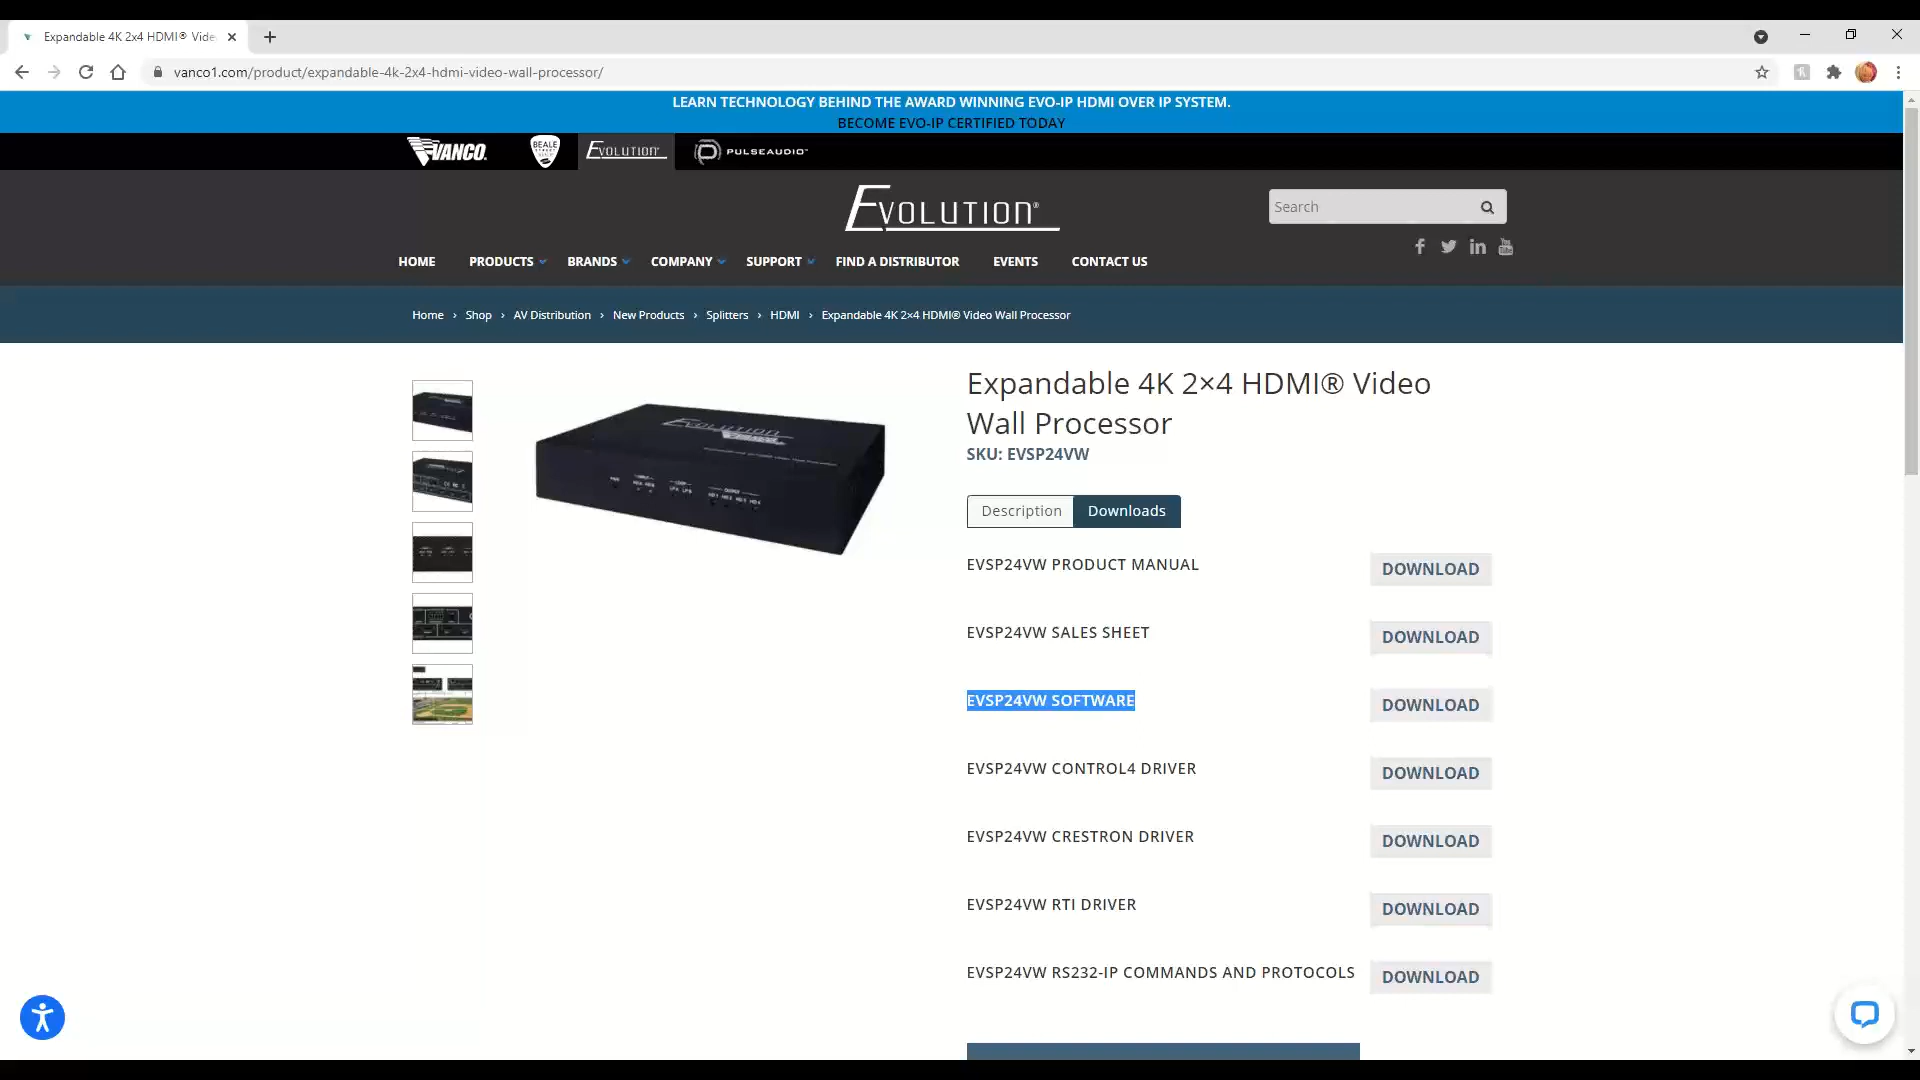 Expandable 4K 2x4 HDMI® Vide
vanco1.com/product/expandable-4k-2x4-hdmi-video-wall-processor/
LEARN TECHNOLOGY BEHIND THE AWARD WINNING EVO-IP HDMI OVER IP SYSTEM.
BECOME EVO-IP CERTIFIED TODAY
VANCO. BEALE STREET EVOLUTION PULSEAUDIO
EVOLUTION®
Search
HOME PRODUCTS BRANDS COMPANY SUPPORT FIND A DISTRIBUTOR EVENTS CONTACT US
Home › Shop › AV Distribution › New Products › Splitters › HDMI › Expandable 4K 2×4 HDMI® Video Wall Processor
Expandable 4K 2×4 HDMI® Video
Wall Processor
SKU: EVSP24VW
EVOLUTION
VANCO
Description Downloads
EVSP24VW PRODUCT MANUAL DOWNLOAD
EVSP24VW SALES SHEET DOWNLOAD
EVSP24VW SOFTWARE DOWNLOAD
EVSP24VW CONTROL4 DRIVER DOWNLOAD
EVSP24VW CRESTRON DRIVER DOWNLOAD
EVSP24VW RTI DRIVER DOWNLOAD
EVSP24VW RS232-IP COMMANDS AND PROTOCOLS DOWNLOAD